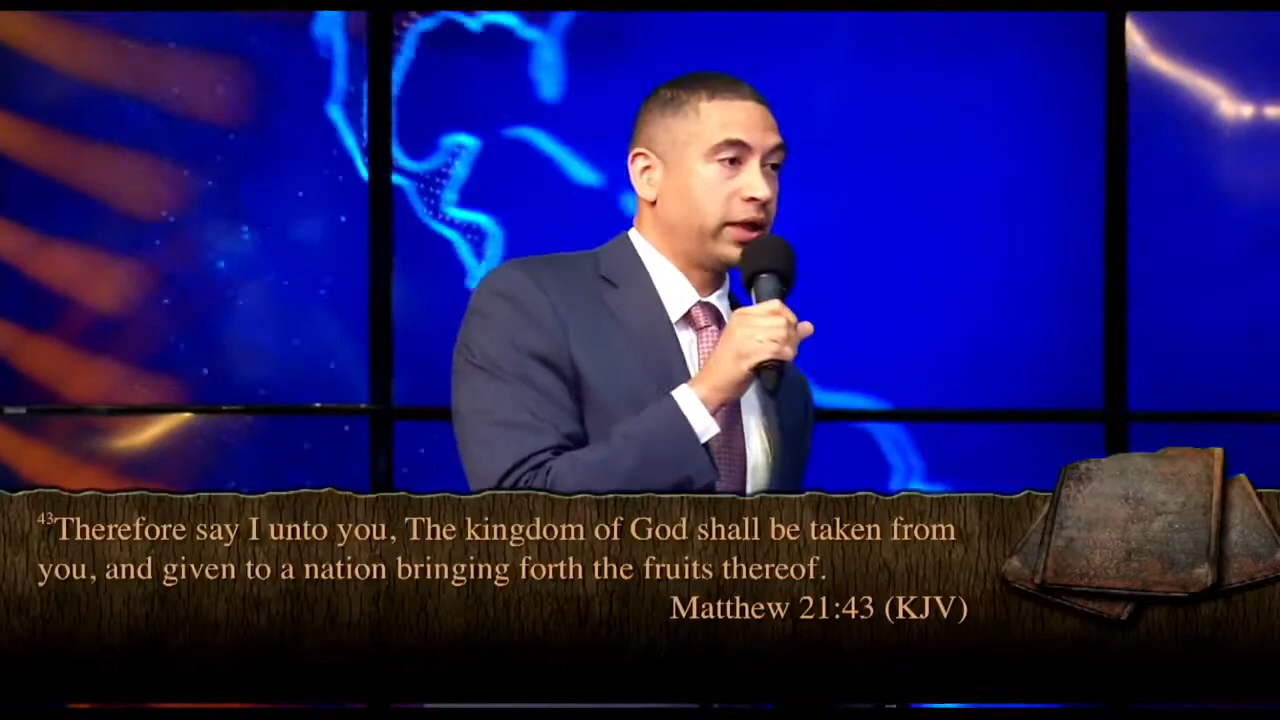 43Therefore say I unto you, The kingdom of God shall be taken from
you, and given to a nation bringing forth the fruits thereof.
Matthew 21:43 (KJV)